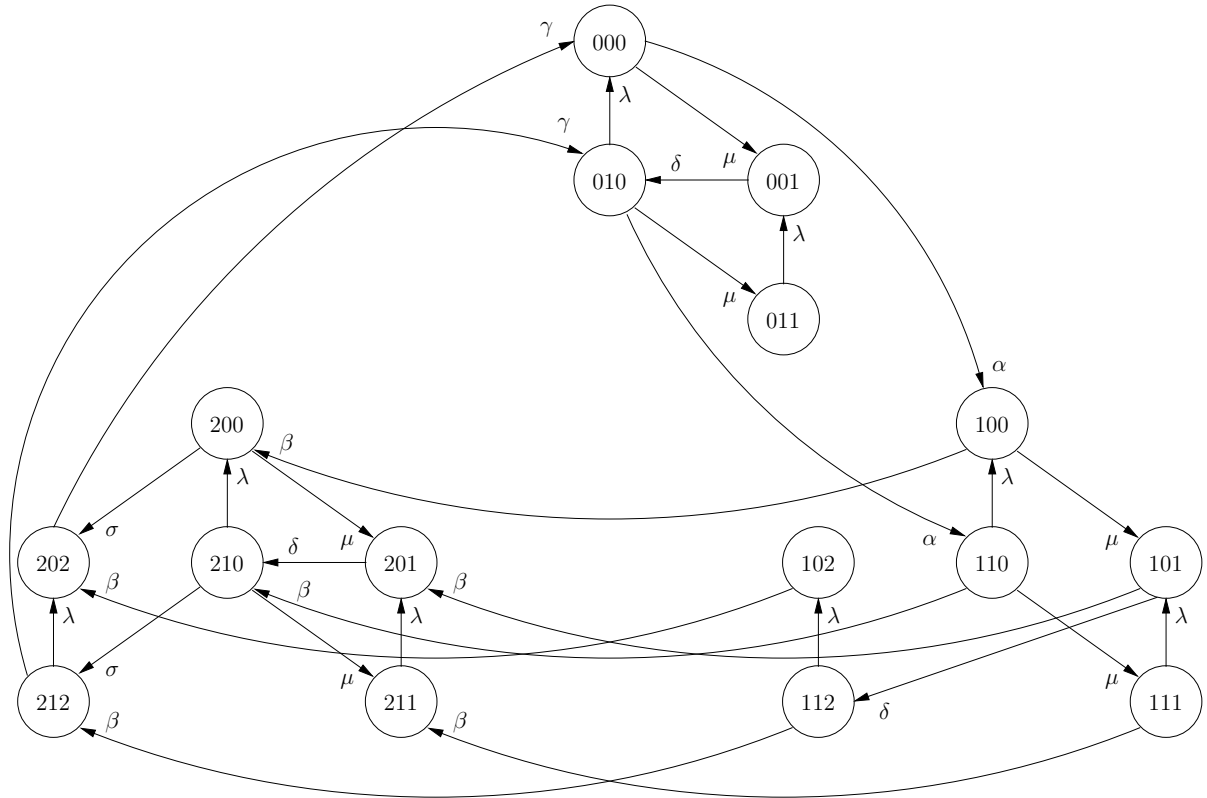 γ
000
λ
γ
010
δ
μ
001
λ
μ
011
α
200
β
100
λ
λ
σ
μ
α
μ
202
β
210
δ
β
201
β
102
110
101
λ
λ
λ
λ
σ
μ
μ
212
β
211
β
112
δ
111